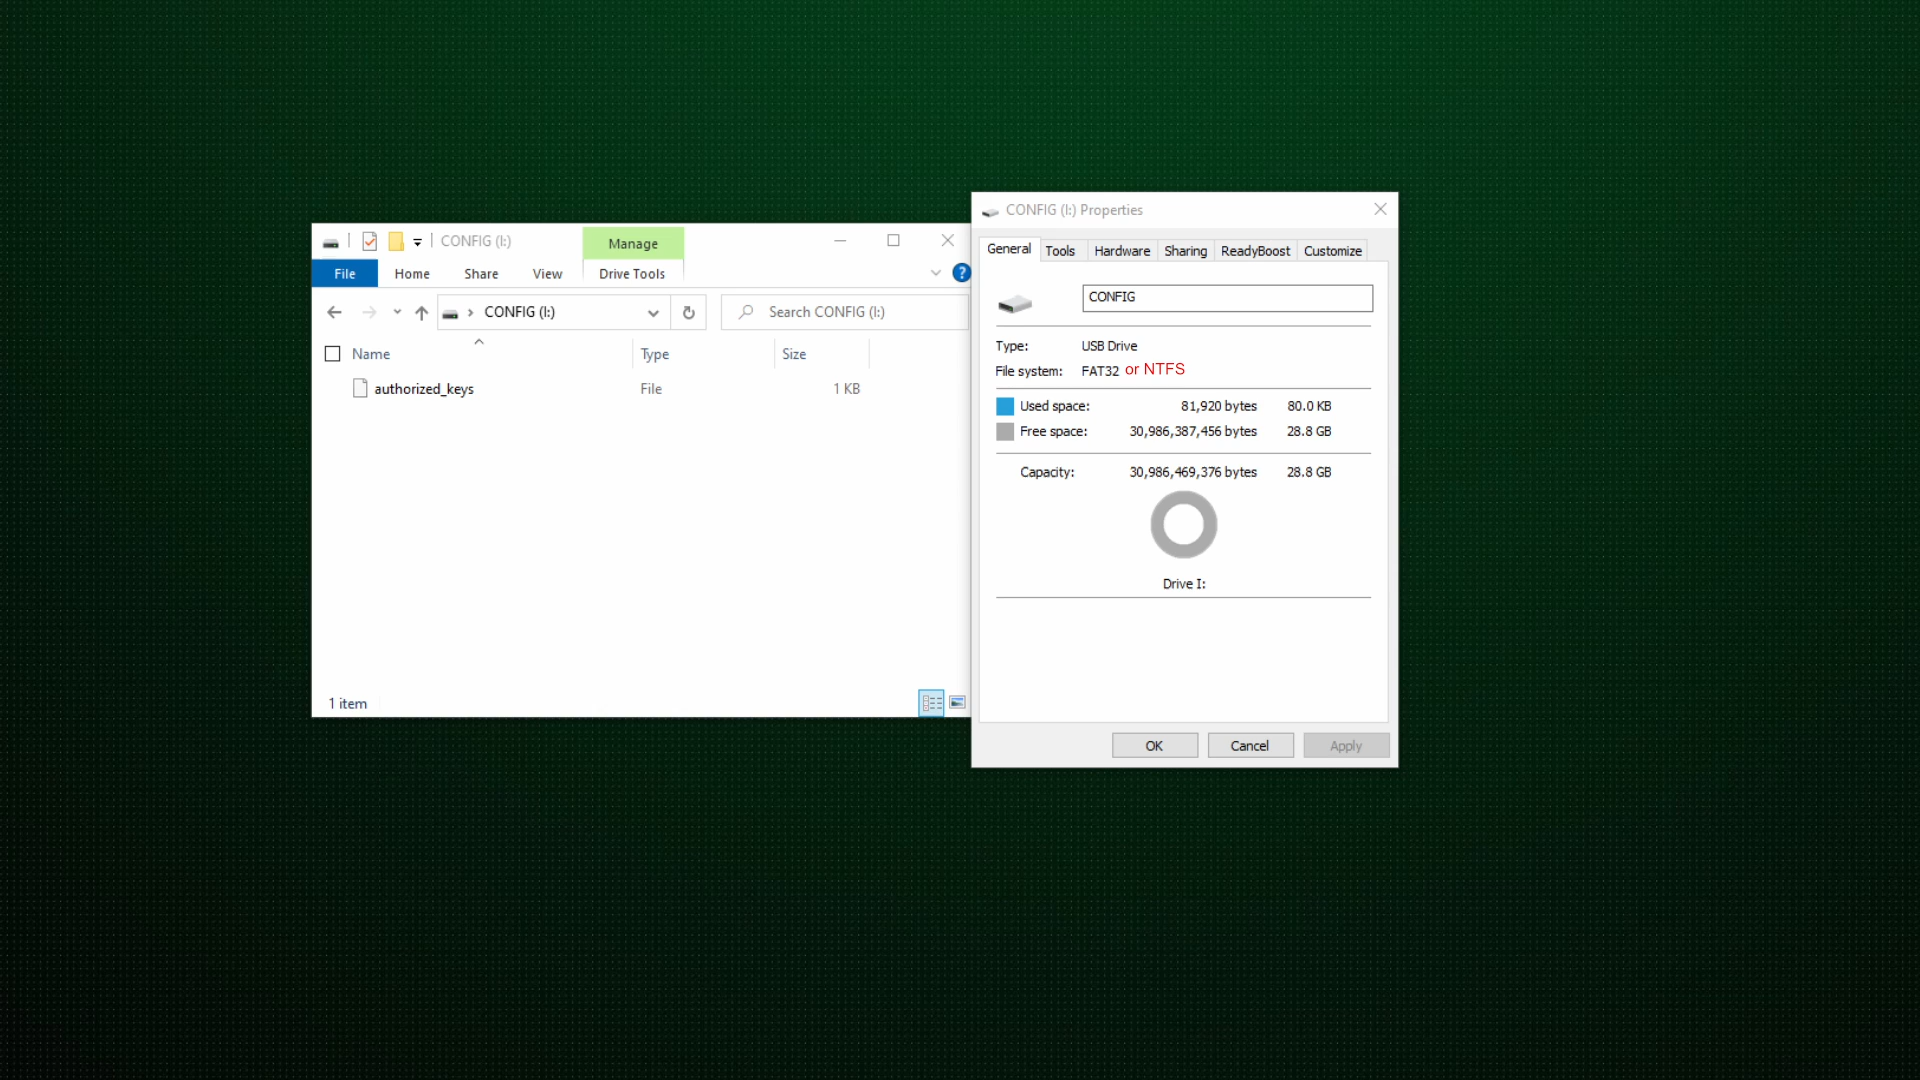 CONFIG (I:)
Manage
File
Home
Share
View
Drive Tools
?
CONFIG (I:)
Search CONFIG (I:)
Name
Type
Size
authorized_keys
File
1 KB
1 item
CONFIG (I:) Properties
General
Tools
Hardware
Sharing
ReadyBoost
Customize
CONFIG
Type: USB Drive
File system: FAT32 or NTFS
Used space: 81,920 bytes 80.0 KB
Free space: 30,986,387,456 bytes 28.8 GB
Capacity: 30,986,469,376 bytes 28.8 GB
Drive I:
OK
Cancel
Apply